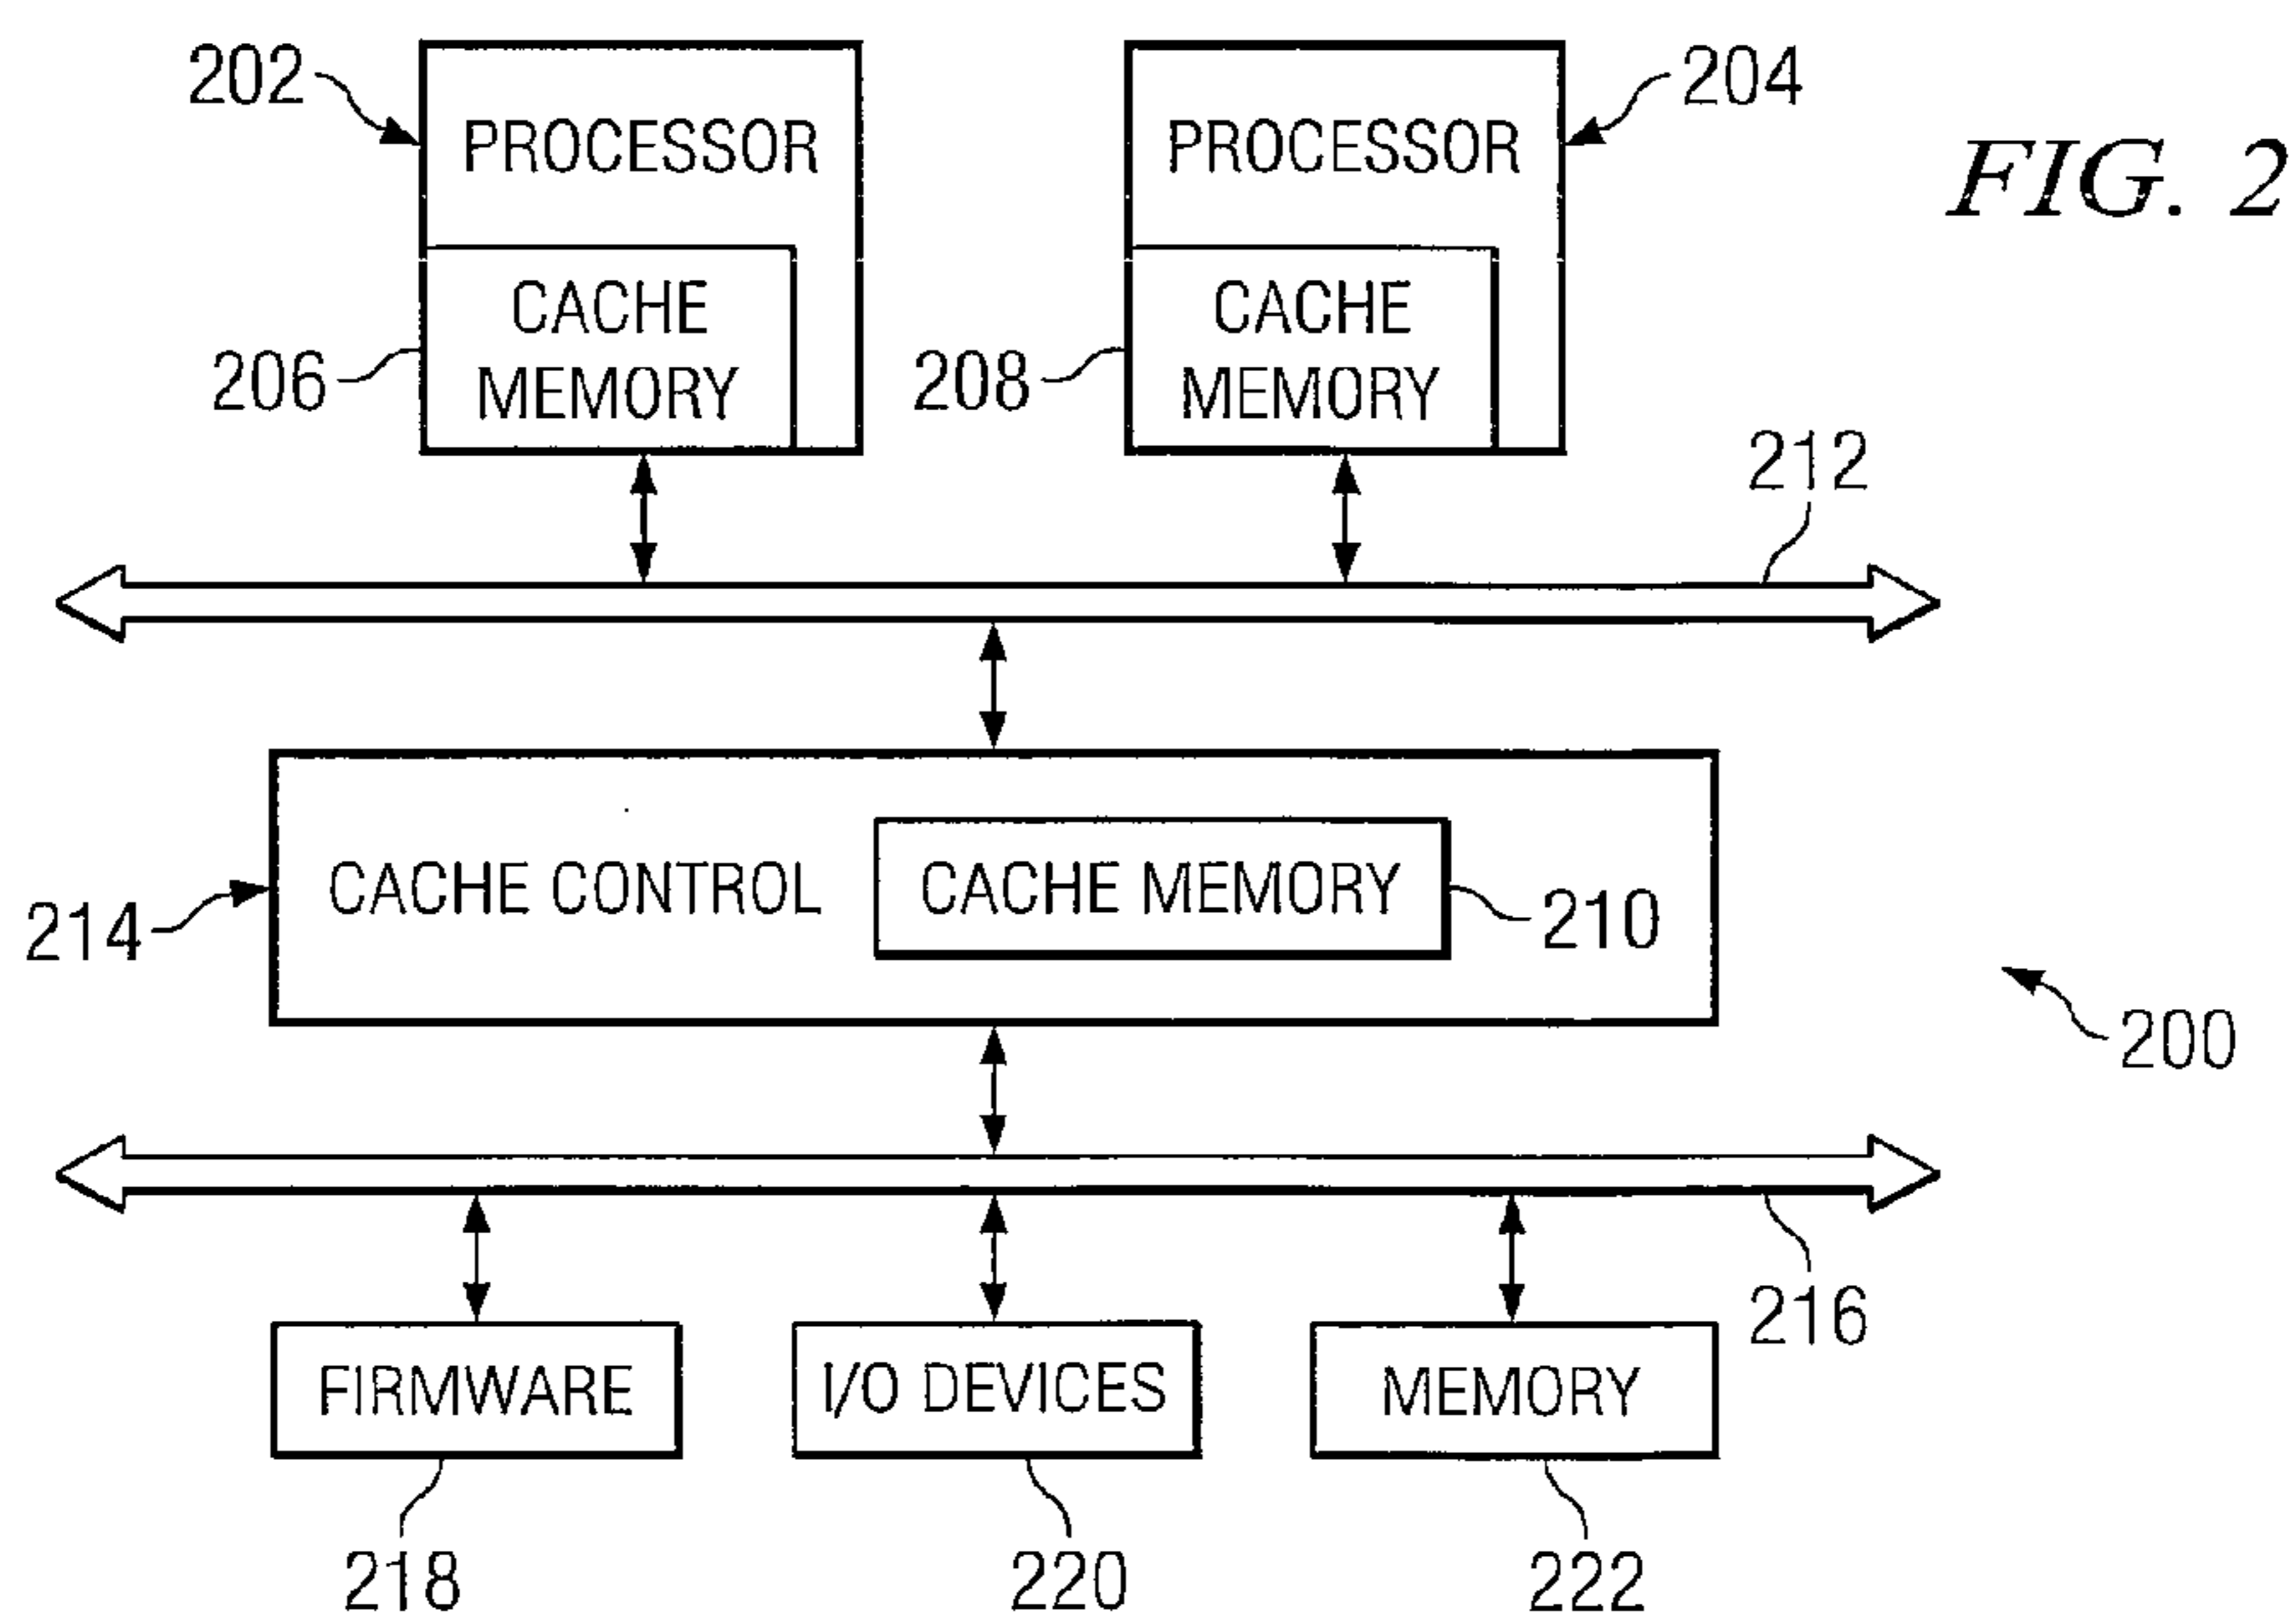 202
PROCESSOR
PROCESSOR
204
FIG. 2
206
CACHE
MEMORY
208
CACHE
MEMORY
212
214
CACHE CONTROL
CACHE MEMORY
210
200
216
FIRMWARE
I/O DEVICES
MEMORY
218
220
222